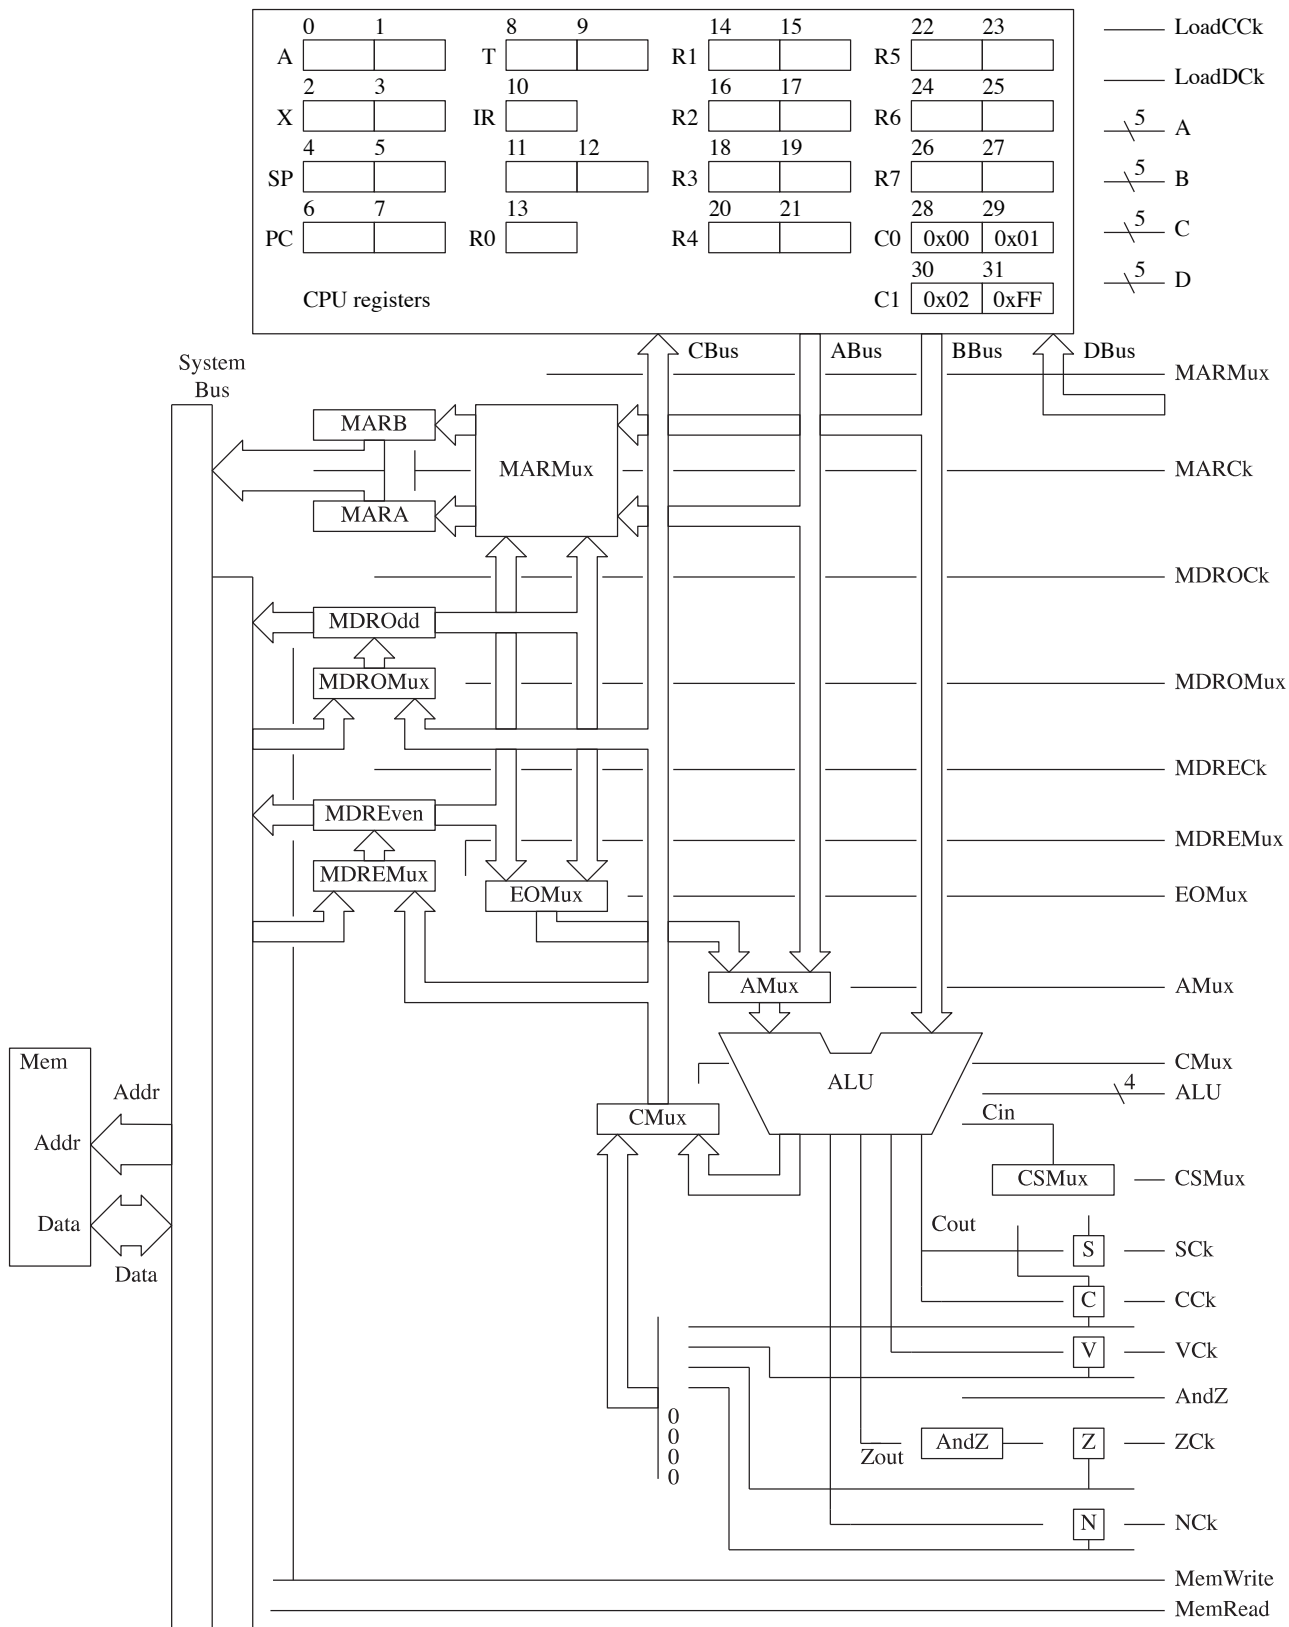 0 1 8 9 14 15 22 23 LoadCCk
A T R1 R5
LoadDCk
2 3 10 16 17 24 25
X IR R2 R6 5 A
4 5 11 12 18 19 26 27
SP R3 R7 5 B
6 7 13 20 21 28 29
PC R0 R4 C0 0x00 0x01 5 C
30 31
CPU registers C1 0x02 0xFF 5 D
System
Bus
CBus ABus BBus DBus
MARMux
MARB
MARMux MARCk
MARA
MDROCk
MDROdd
MDROMux MDROMux
MDRECk
MDREven
MDREMux
MDREMux
EOMux EOMux
AMux AMux
Mem
CMux
ALU
Addr 4 ALU
CMux Cin
Addr
CSMux CSMux
Data
Cout
S SCk
Data
C CCk
V VCk
AndZ
0
0
0
0
Zout AndZ Z ZCk
N NCk
MemWrite
MemRead